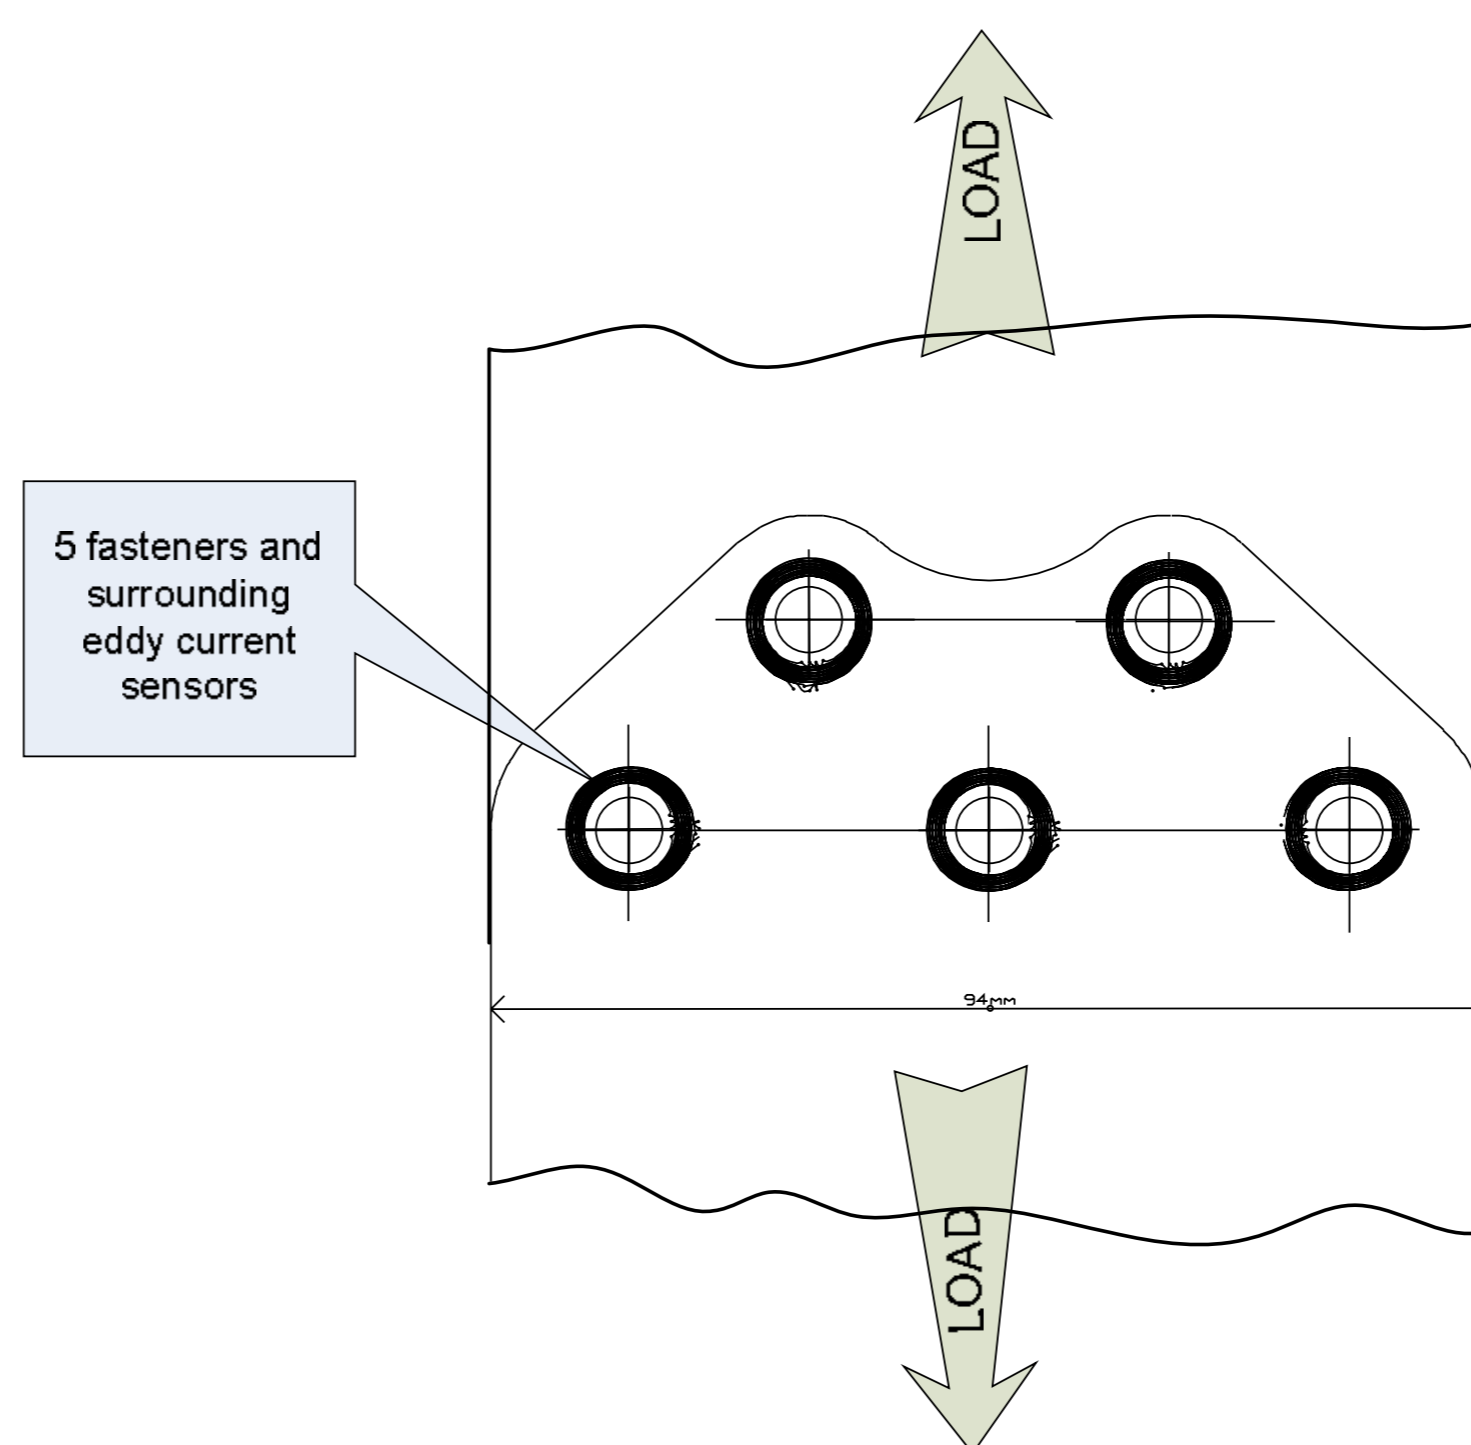 LOAD
5 fasteners and
surrounding
eddy current
sensors
94mm
LOAD